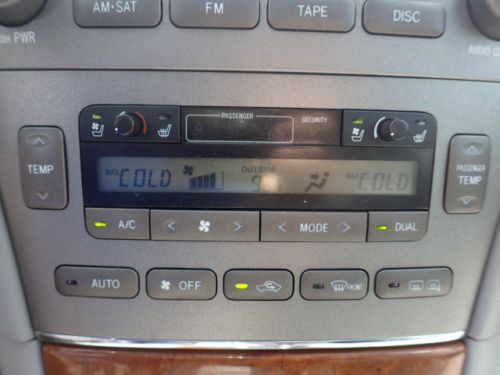 AM•SAT FM TAPE DISC
PWR
AUDIO
PASSENGER SECURITY
TEMP
MAX COLD OUTSIDE MAX COLD
PASSENGER
TEMP
A/C MODE DUAL
AUTO OFF FRONT